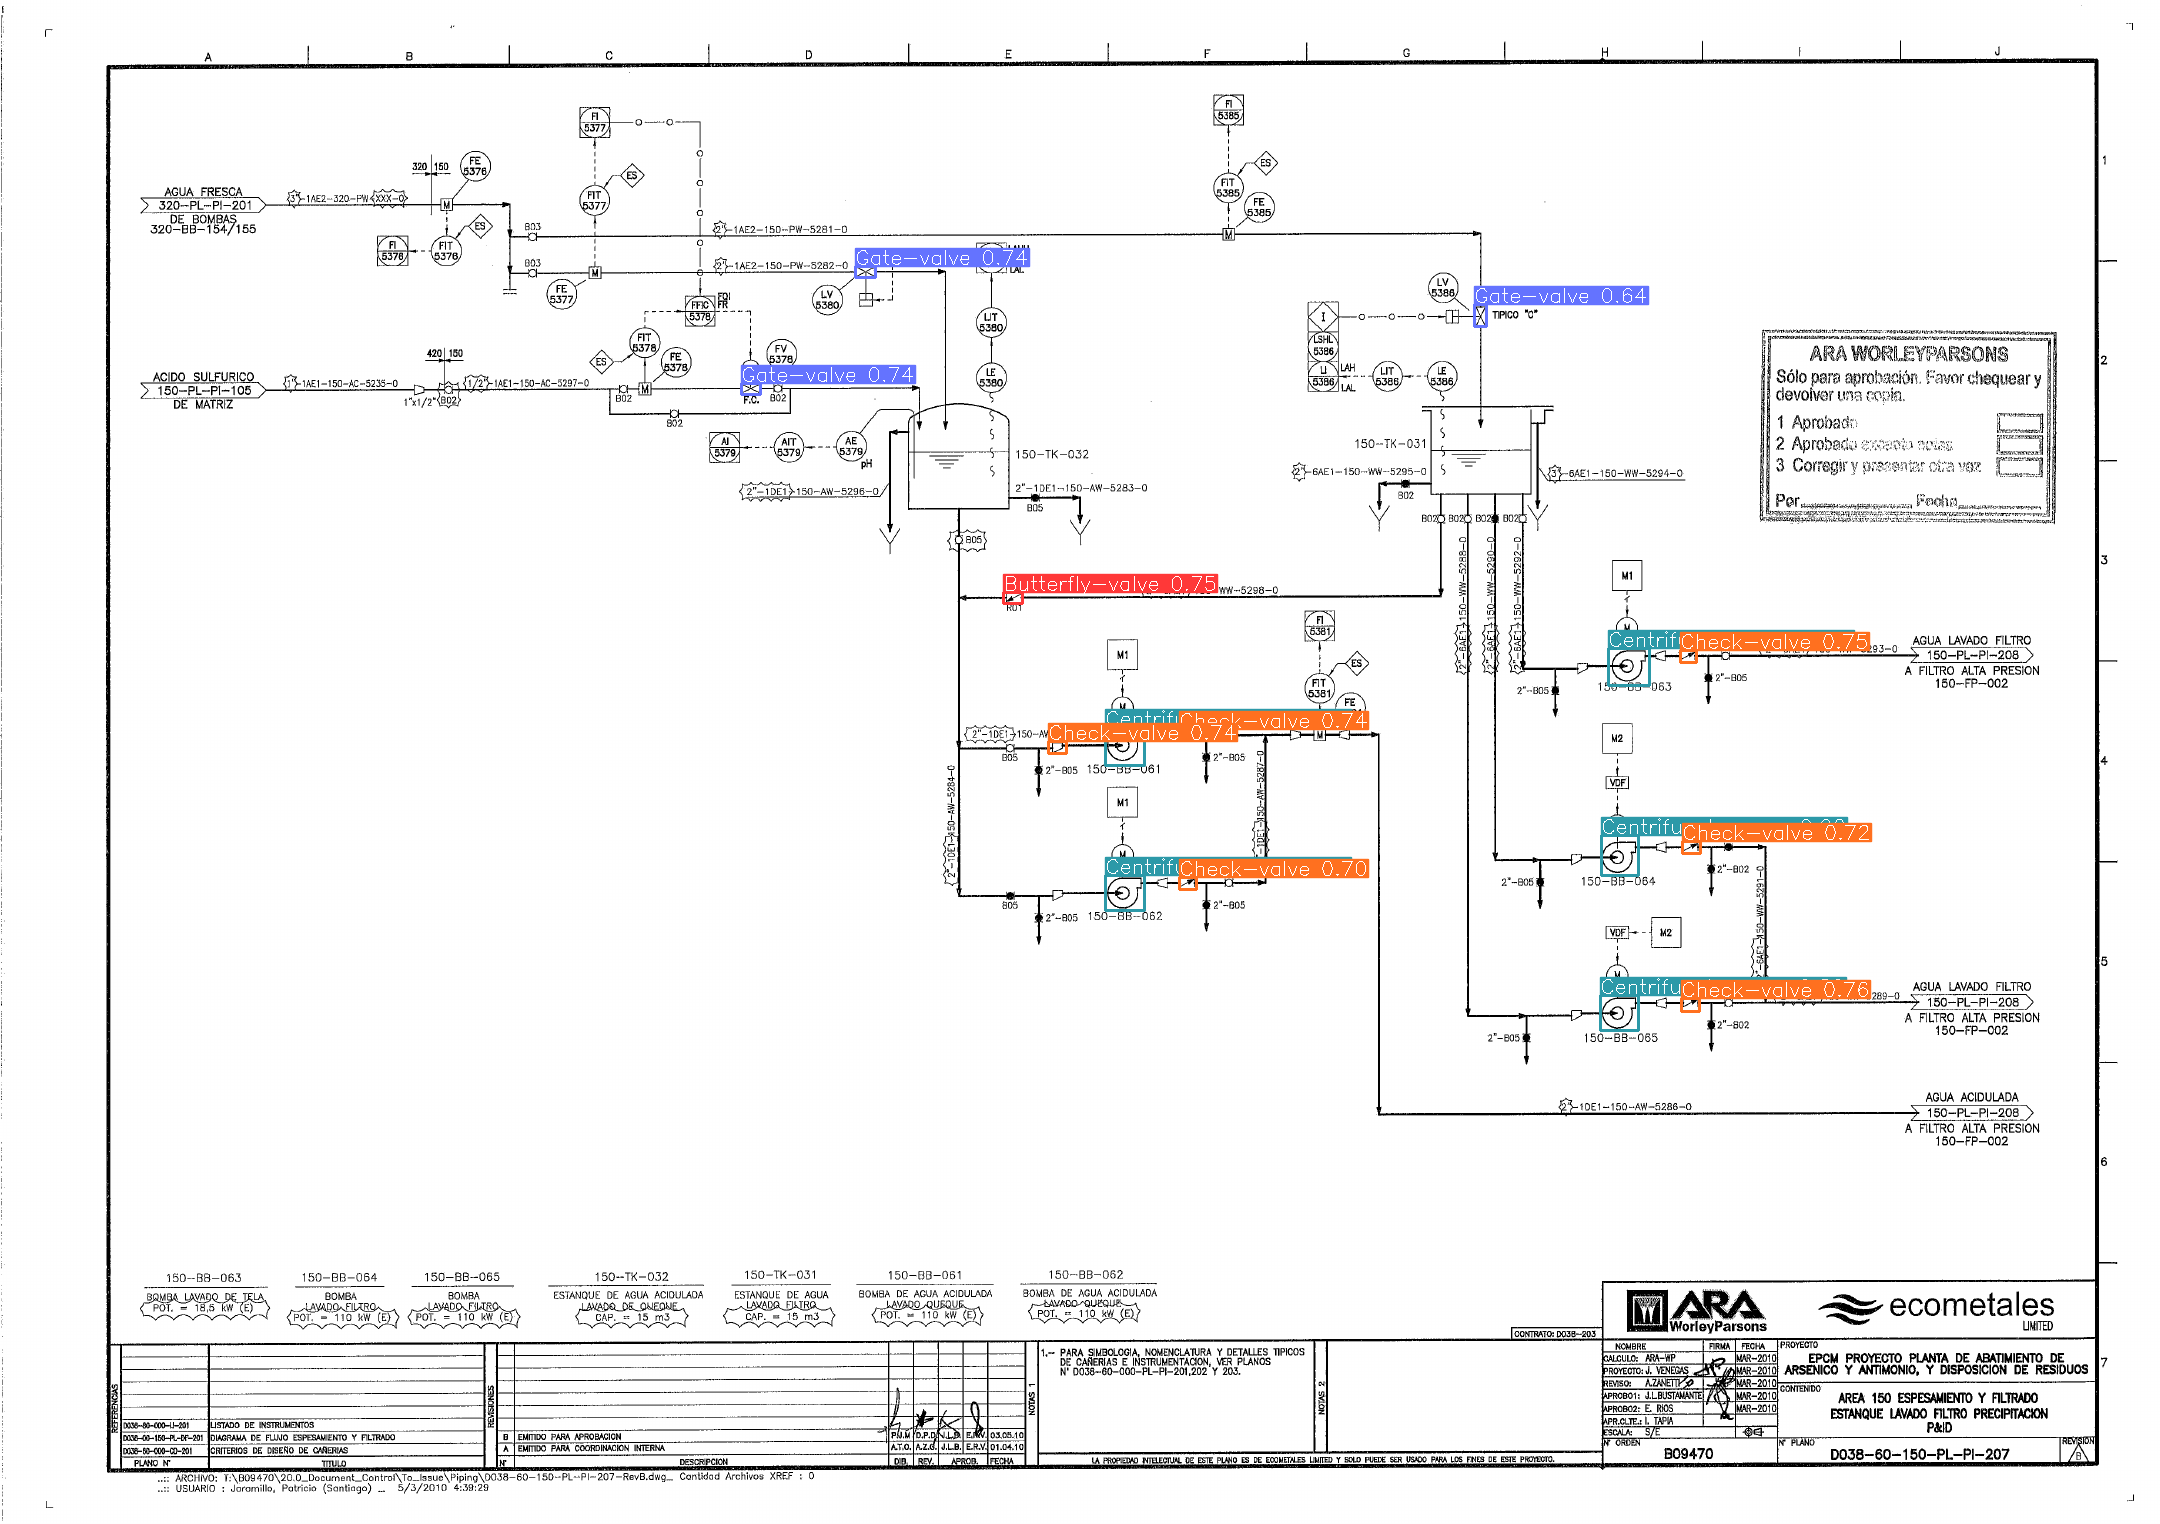 A B C D E F G H I J
1
2
3
4
5
6
7
AGUA FRESCA
320-PL-PI-201
DE BOMBAS
320-BB-154/155
3"-1AE2-320-PW-XXX-0
320 150
FE
5376
FIT
5376
FI
5376
ES
FI
5377
FIT
5377
ES
FE
5377
B03
B03
2"-1AE2-150-PW-5281-0
2"-1AE2-150-PW-5282-0
FI
5385
ES
FIT
5385
FE
5385
Gate-valve 0.74
LAL
LV
5380
FFIC
5378
FQI
FR
FIT
5378
ES
FE
5378
FV
5378
Gate-valve 0.74
F.C.
LIT
5380
LE
5380
LV
5386
Gate-valve 0.64
TIPICO "C"
I
LSHL
5386
LI
5386
LAH
LAL
LIT
5386
LE
5386
ACIDO SULFURICO
150-PL-PI-105
DE MATRIZ
1"-1AE1-150-AC-5235-0
420 150
1"x1/2"
B02
1/2"-1AE1-150-AC-5297-0
B02
B02
B02
AI
5379
AIT
5379
AE
5379
pH
150-TK-032
2"-1DE1-150-AW-5296-0
2"-1DE1-150-AW-5283-0
B05
B05
150-TK-031
2"-6AE1-150-WW-5295-0
B02
3"-6AE1-150-WW-5294-0
B02 B02 B02 B02
2"-6AE1-150-WW-5288-0
2"-6AE1-150-WW-5290-0
2"-6AE1-150-WW-5292-0
ARA WORLEYPARSONS
Sólo para aprobación. Favor chequear y
devolver una copia.
1 Aprobado
2 Aprobado excepto notas
3 Corregir y presentar otra vez
Por Fecha
Butterfly-valve 0.75
WW-5298-0
R01
FI
5381
ES
FIT
5381
FE
M1
M
Check-valve 0.74
Check-valve 0.74
2"-1DE1-150-AW
B05
2"-B05
150-BB-061
2"-B05
2"-1DE1-150-AW-5284-0
2"-1DE1-150-AW-5287-0
M1
M
Check-valve 0.70
B05
2"-B05
150-BB-062
2"-B05
M1
M
Check-valve 0.75
5293-0
2"-B05
150-BB-063
2"-B05
AGUA LAVADO FILTRO
150-PL-PI-208
A FILTRO ALTA PRESION
150-FP-002
M2
VDF
Check-valve 0.72
2"-B05
150-BB-064
2"-B02
2"-6AE1-150-WW-5291-0
VDF
M2
M
Check-valve 0.76
289-0
2"-B05
150-BB-065
2"-B02
AGUA LAVADO FILTRO
150-PL-PI-208
A FILTRO ALTA PRESION
150-FP-002
2"-1DE1-150-AW-5286-0
AGUA ACIDULADA
150-PL-PI-208
A FILTRO ALTA PRESION
150-FP-002
150-BB-063
BOMBA LAVADO DE TELA
POT. = 18,5 kW (E)
150-BB-064
BOMBA
LAVADO FILTRO
POT. = 110 kW (E)
150-BB-065
BOMBA
LAVADO FILTRO
POT. = 110 kW (E)
150-TK-032
ESTANQUE DE AGUA ACIDULADA
LAVADO DE QUEQUE
CAP. = 15 m3
150-TK-031
ESTANQUE DE AGUA
LAVADO FILTRO
CAP. = 15 m3
150-BB-061
BOMBA DE AGUA ACIDULADA
LAVADO QUEQUE
POT. = 110 kW (E)
150-BB-062
BOMBA DE AGUA ACIDULADA
LAVADO QUEQUE
POT. = 110 kW (E)
CONTRATO: D038-203
ARA
WorleyParsons
ecometales
LIMITED
REFERENCIAS
D038-60-000-IJ-201 LISTADO DE INSTRUMENTOS
D038-60-150-PL-DF-201 DIAGRAMA DE FLUJO ESPESAMIENTO Y FILTRADO
D038-60-000-CD-201 CRITERIOS DE DISEÑO DE CAÑERIAS
PLANO N° TITULO
REVISIONES
B EMITIDO PARA APROBACION P.J.M D.P.D J.L.B. E.R.V. 03.05.10
A EMITIDO PARA COORDINACION INTERNA A.T.O. A.Z.G. J.L.B. E.R.V. 01.04.10
N° DESCRIPCION DIB. REV. APROB. FECHA
NOTAS 1
1.- PARA SIMBOLOGIA, NOMENCLATURA Y DETALLES TIPICOS
DE CAÑERIAS E INSTRUMENTACION, VER PLANOS
N° D038-60-000-PL-PI-201,202 Y 203.
NOTAS 2
LA PROPIEDAD INTELECTUAL DE ESTE PLANO ES DE ECOMETALES LIMITED Y SOLO PUEDE SER USADO PARA LOS FINES DE ESTE PROYECTO.
NOMBRE FIRMA FECHA
CALCULO: ARA-WP MAR-2010
PROYECTO: J. VENEGAS MAR-2010
REVISO: A.ZANETTI MAR-2010
APROBO1: J.L.BUSTAMANTE MAR-2010
APROBO2: E. RIOS MAR-2010
APR.CLTE.: I. TAPIA
ESCALA: S/E
N° ORDEN
B09470
PROYECTO
EPCM PROYECTO PLANTA DE ABATIMIENTO DE
ARSENICO Y ANTIMONIO, Y DISPOSICION DE RESIDUOS
CONTENIDO
AREA 150 ESPESAMIENTO Y FILTRADO
ESTANQUE LAVADO FILTRO PRECIPITACION
P&ID
N° PLANO
D038-60-150-PL-PI-207
REVISION
B
..:: ARCHIVO: T:\B09470\20.0_Document_Control\To_Issue\Piping\D038-60-150-PL-PI-207-RevB.dwg_ Cantidad Archivos XREF : 0
..:: USUARIO : Jaramillo, Patricio (Santiago) _ 5/3/2010 4:39:29